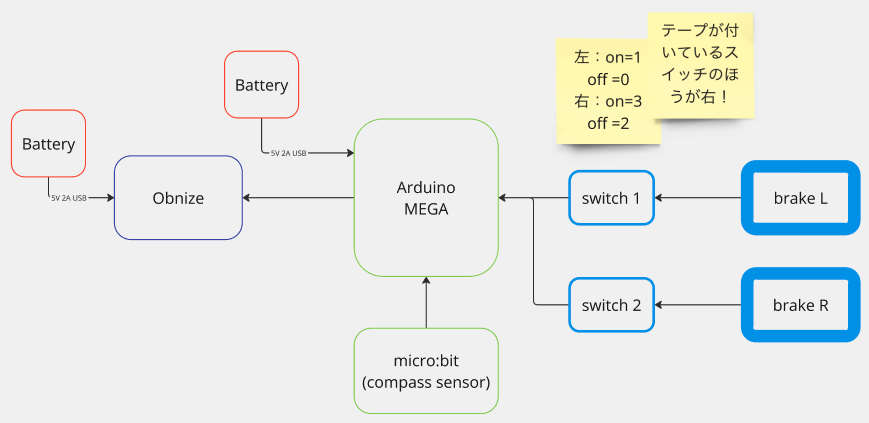 テープが付
いているス
イッチのほ
うが右！
左：on=1
off =0
右：on=3
off =2
Battery
5V 2A USB
Battery
5V 2A USB
Obnize
Arduino
MEGA
switch 1
brake L
switch 2
brake R
micro:bit
(compass sensor)